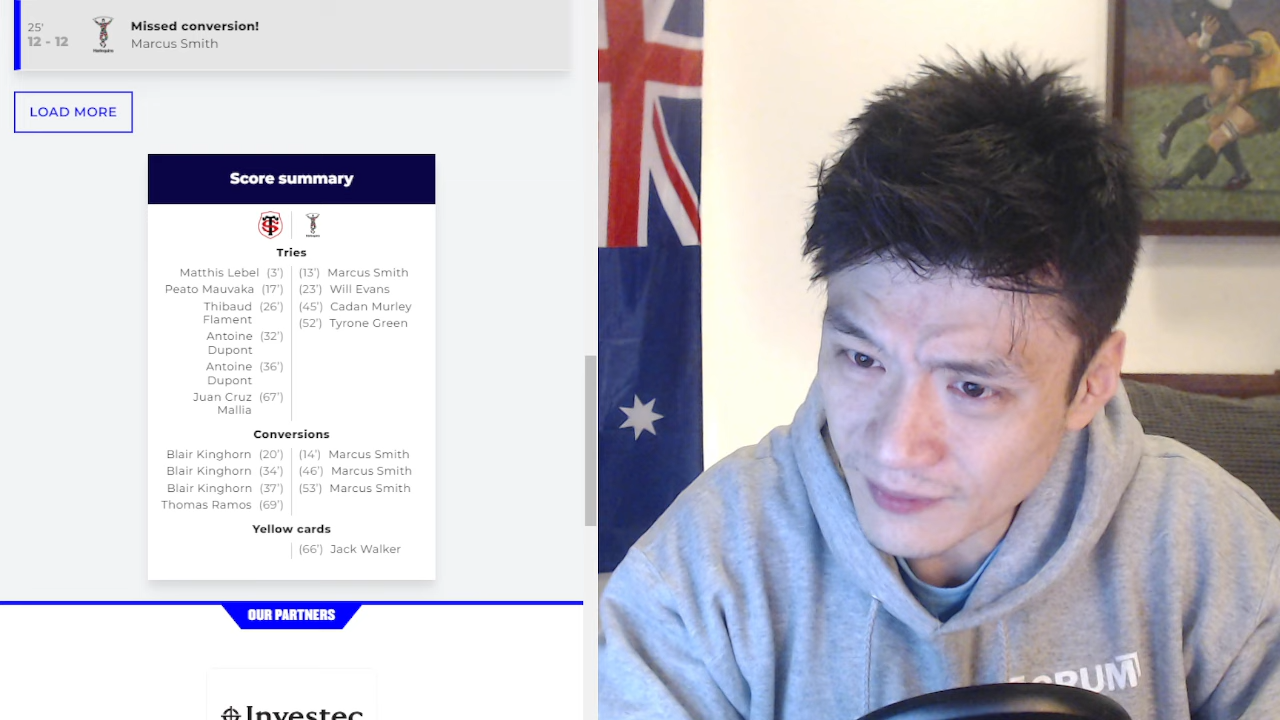 25'
12 - 12
Missed conversion!
Marcus Smith
Harlequins
LOAD MORE
Score summary
Tries
Matthis Lebel (3') (13') Marcus Smith
Peato Mauvaka (17') (23') Will Evans
Thibaud (26') (45') Cadan Murley
Flament
(52') Tyrone Green
Antoine (32')
Dupont
Antoine (36')
Dupont
Juan Cruz (67')
Mallia
Conversions
Blair Kinghorn (20') (14') Marcus Smith
Blair Kinghorn (34') (46') Marcus Smith
Blair Kinghorn (37') (53') Marcus Smith
Thomas Ramos (69')
Yellow cards
(66') Jack Walker
OUR PARTNERS
Investec